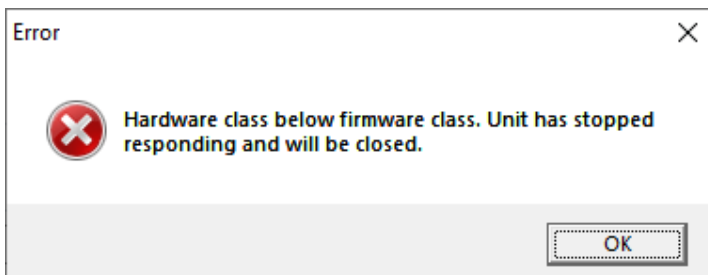 Error
Hardware class below firmware class. Unit has stopped
responding and will be closed.
OK